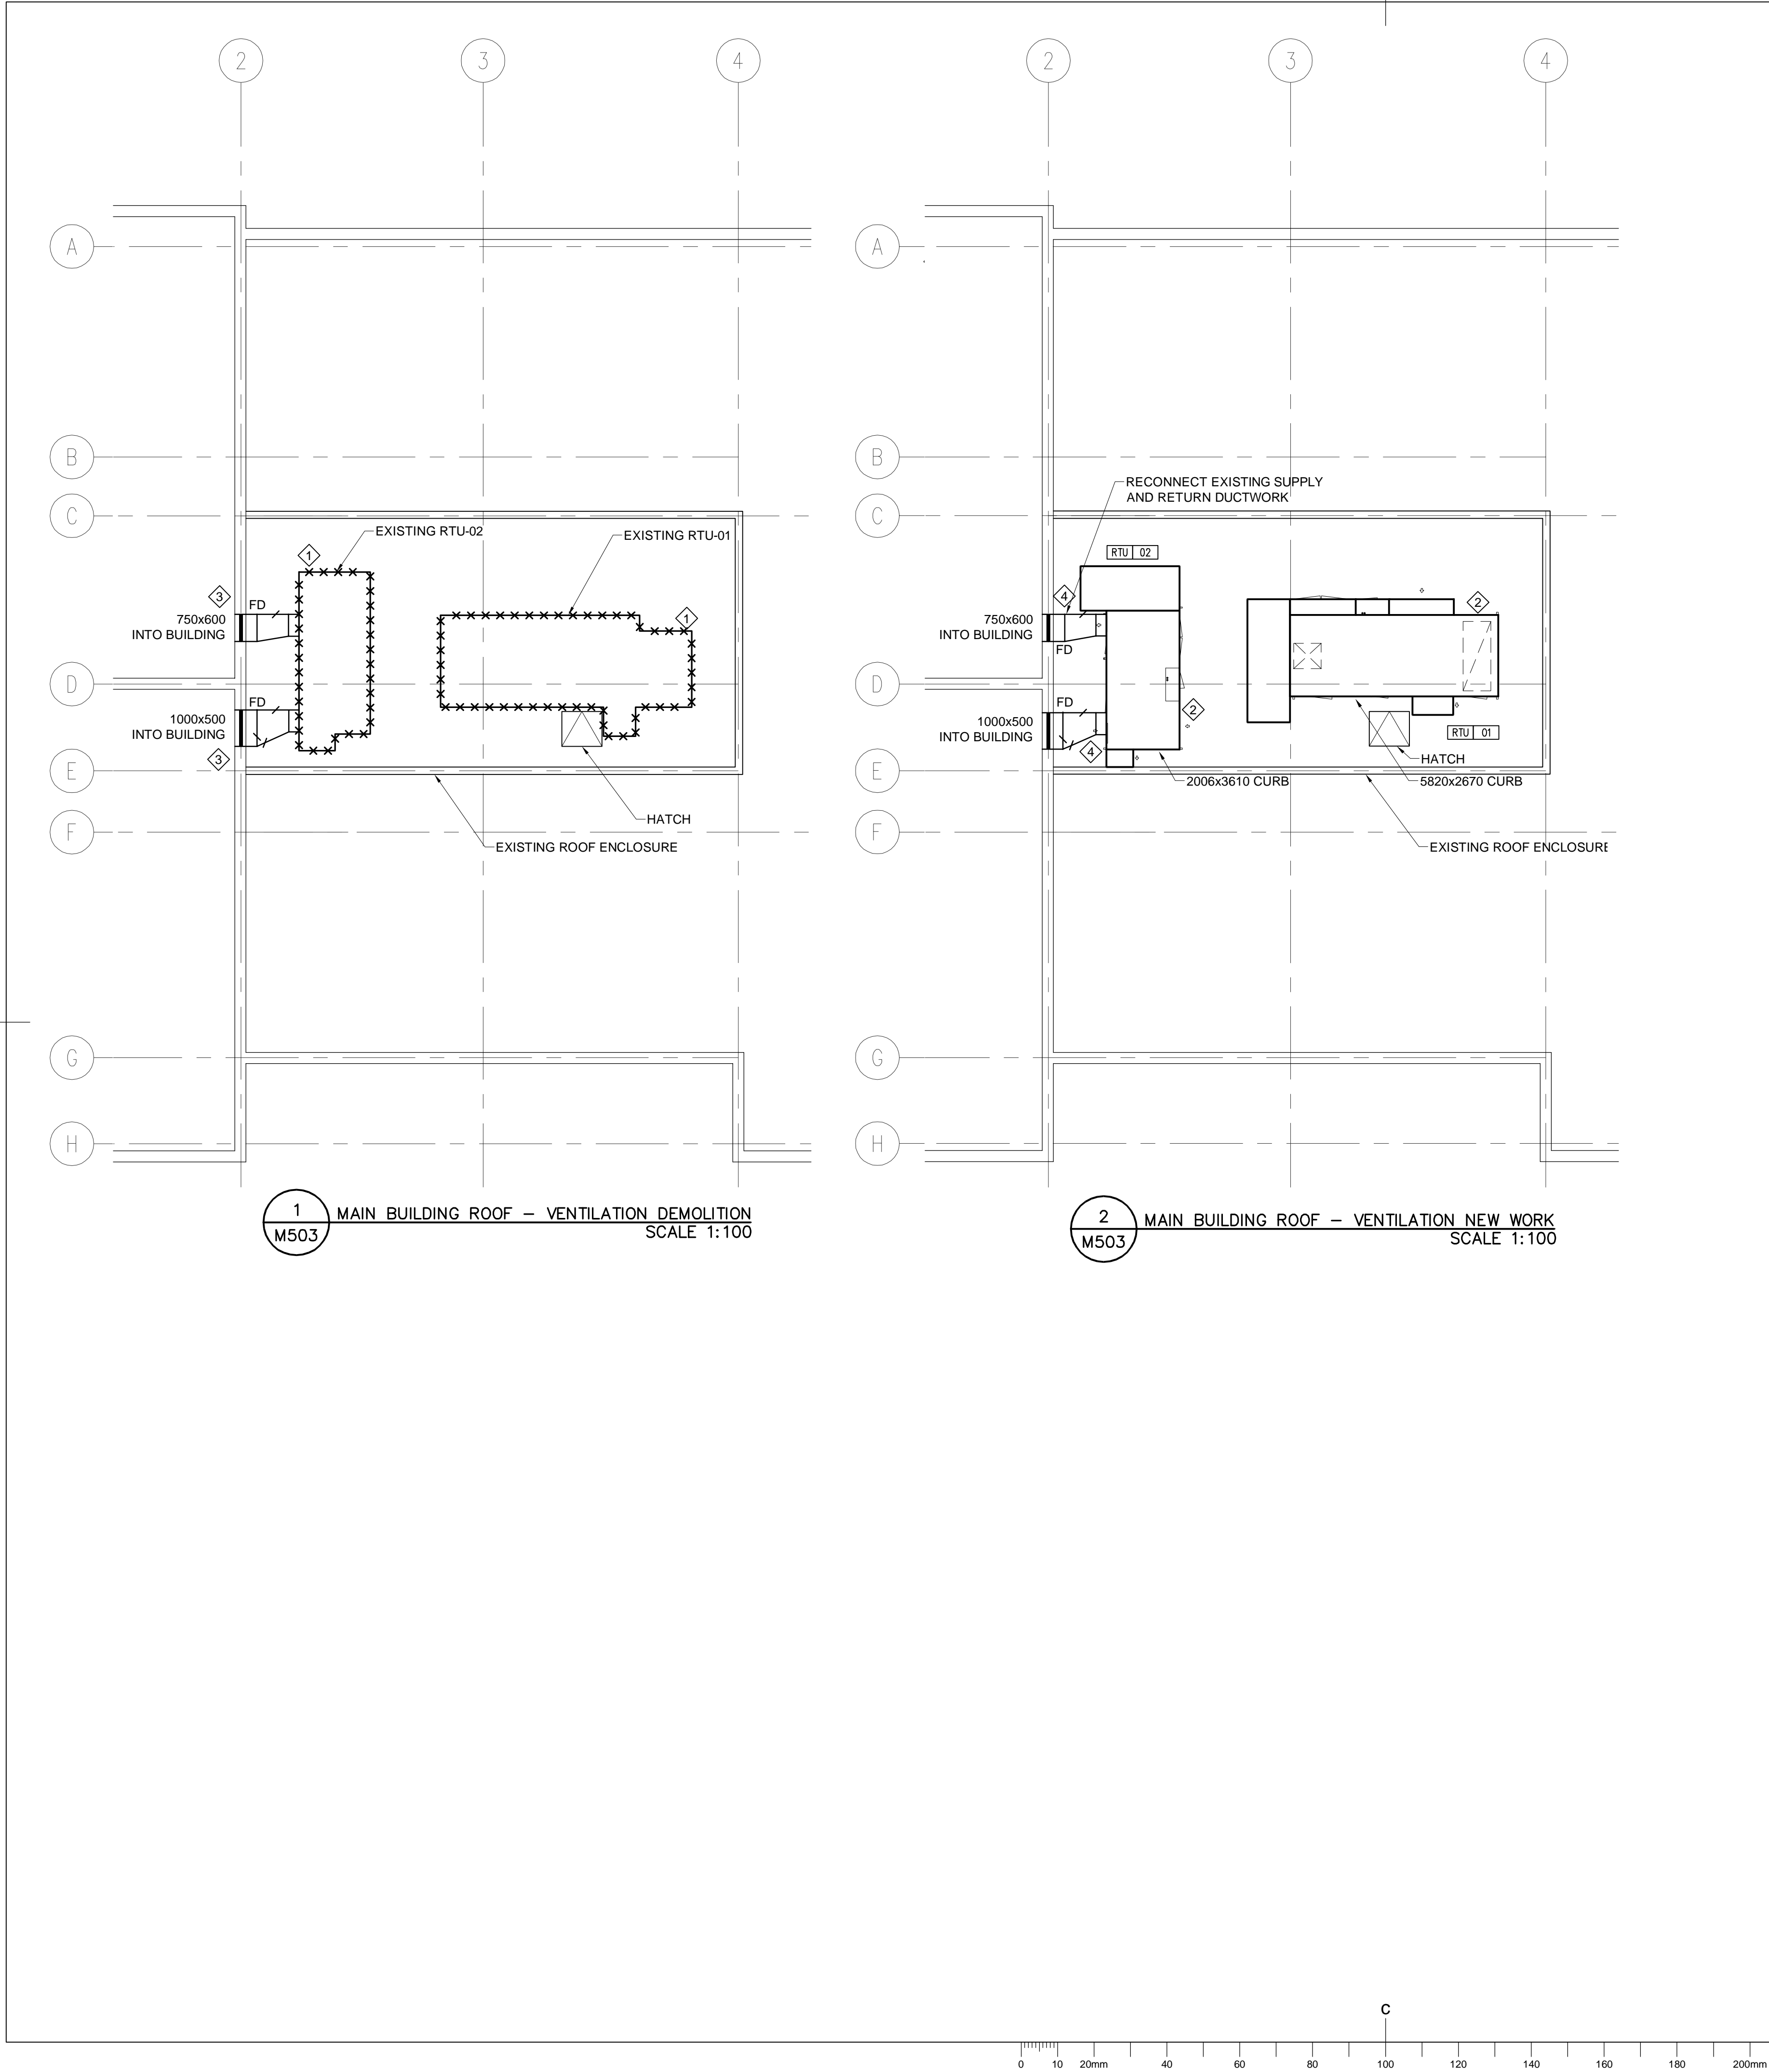 2
3
4
A
B
C
D
E
F
G
H
EXISTING RTU-02
EXISTING RTU-01
1
1
3
FD
750x600
INTO BUILDING
FD
1000x500
INTO BUILDING
3
HATCH
EXISTING ROOF ENCLOSURE
1
M503
MAIN BUILDING ROOF – VENTILATION DEMOLITION
SCALE 1:100
2
3
4
A
B
C
D
E
F
G
H
RECONNECT EXISTING SUPPLY
AND RETURN DUCTWORK
RTU 02
4
2
750x600
INTO BUILDING
FD
FD
2
1000x500
INTO BUILDING
4
RTU 01
HATCH
2006x3610 CURB
5820x2670 CURB
EXISTING ROOF ENCLOSURE
2
M503
MAIN BUILDING ROOF – VENTILATION NEW WORK
SCALE 1:100
C
0 10 20mm 40 60 80 100 120 140 160 180 200mm